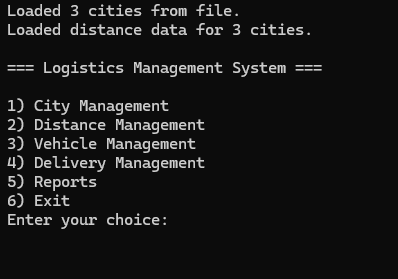 Loaded 3 cities from file.
Loaded distance data for 3 cities.
=== Logistics Management System ===
1) City Management
2) Distance Management
3) Vehicle Management
4) Delivery Management
5) Reports
6) Exit
Enter your choice: